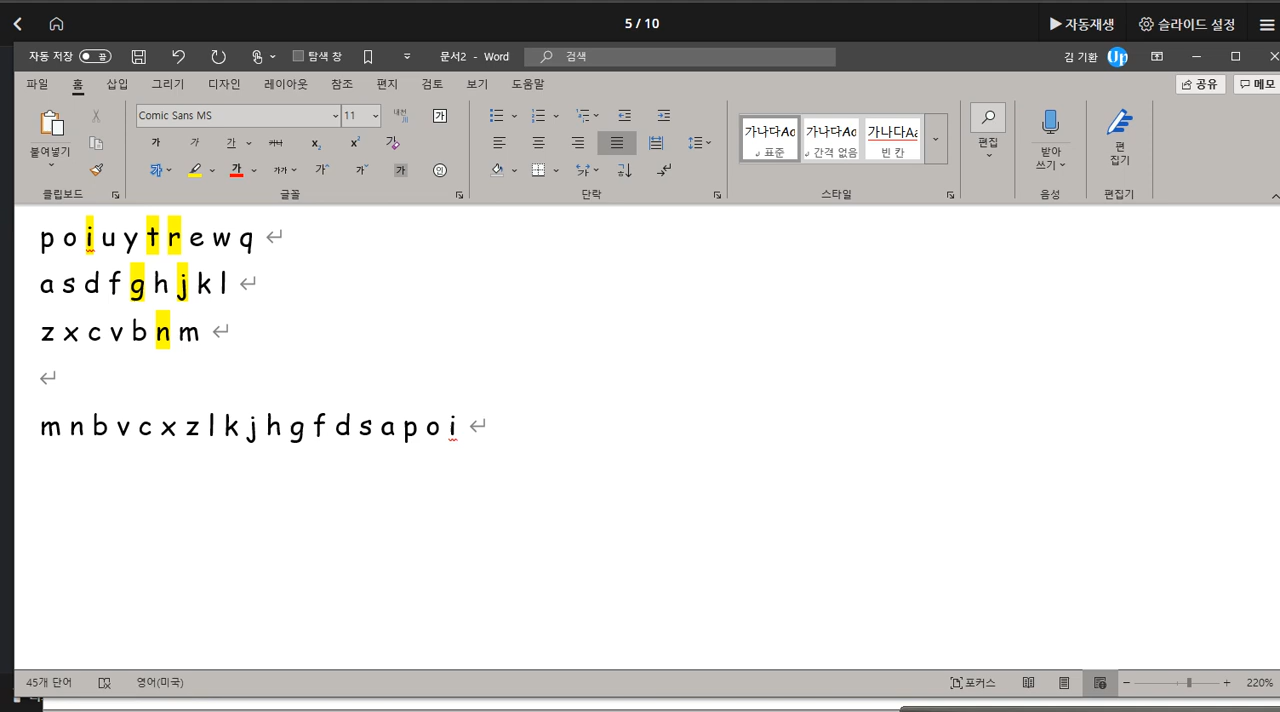 5 / 10
자동재생
슬라이드 설정
자동 저장
끔
탐색 창
문서2 - Word
검색
김 기환
Up
파일 홈 삽입 그리기 디자인 레이아웃 참조 편지 검토 보기 도움말
공유
메모
붙여넣기
Comic Sans MS
11
가나다Aa
표준
가나다Aa
간격 없음
가나다Aa
빈 칸
편집
받아
쓰기
편
집기
클립보드 글꼴 단락 스타일 음성 편집기
p o i u y t r e w q
a s d f g h j k l
z x c v b n m
m n b v c x z l k j h g f d s a p o i
45개 단어
영어(미국)
포커스
220%